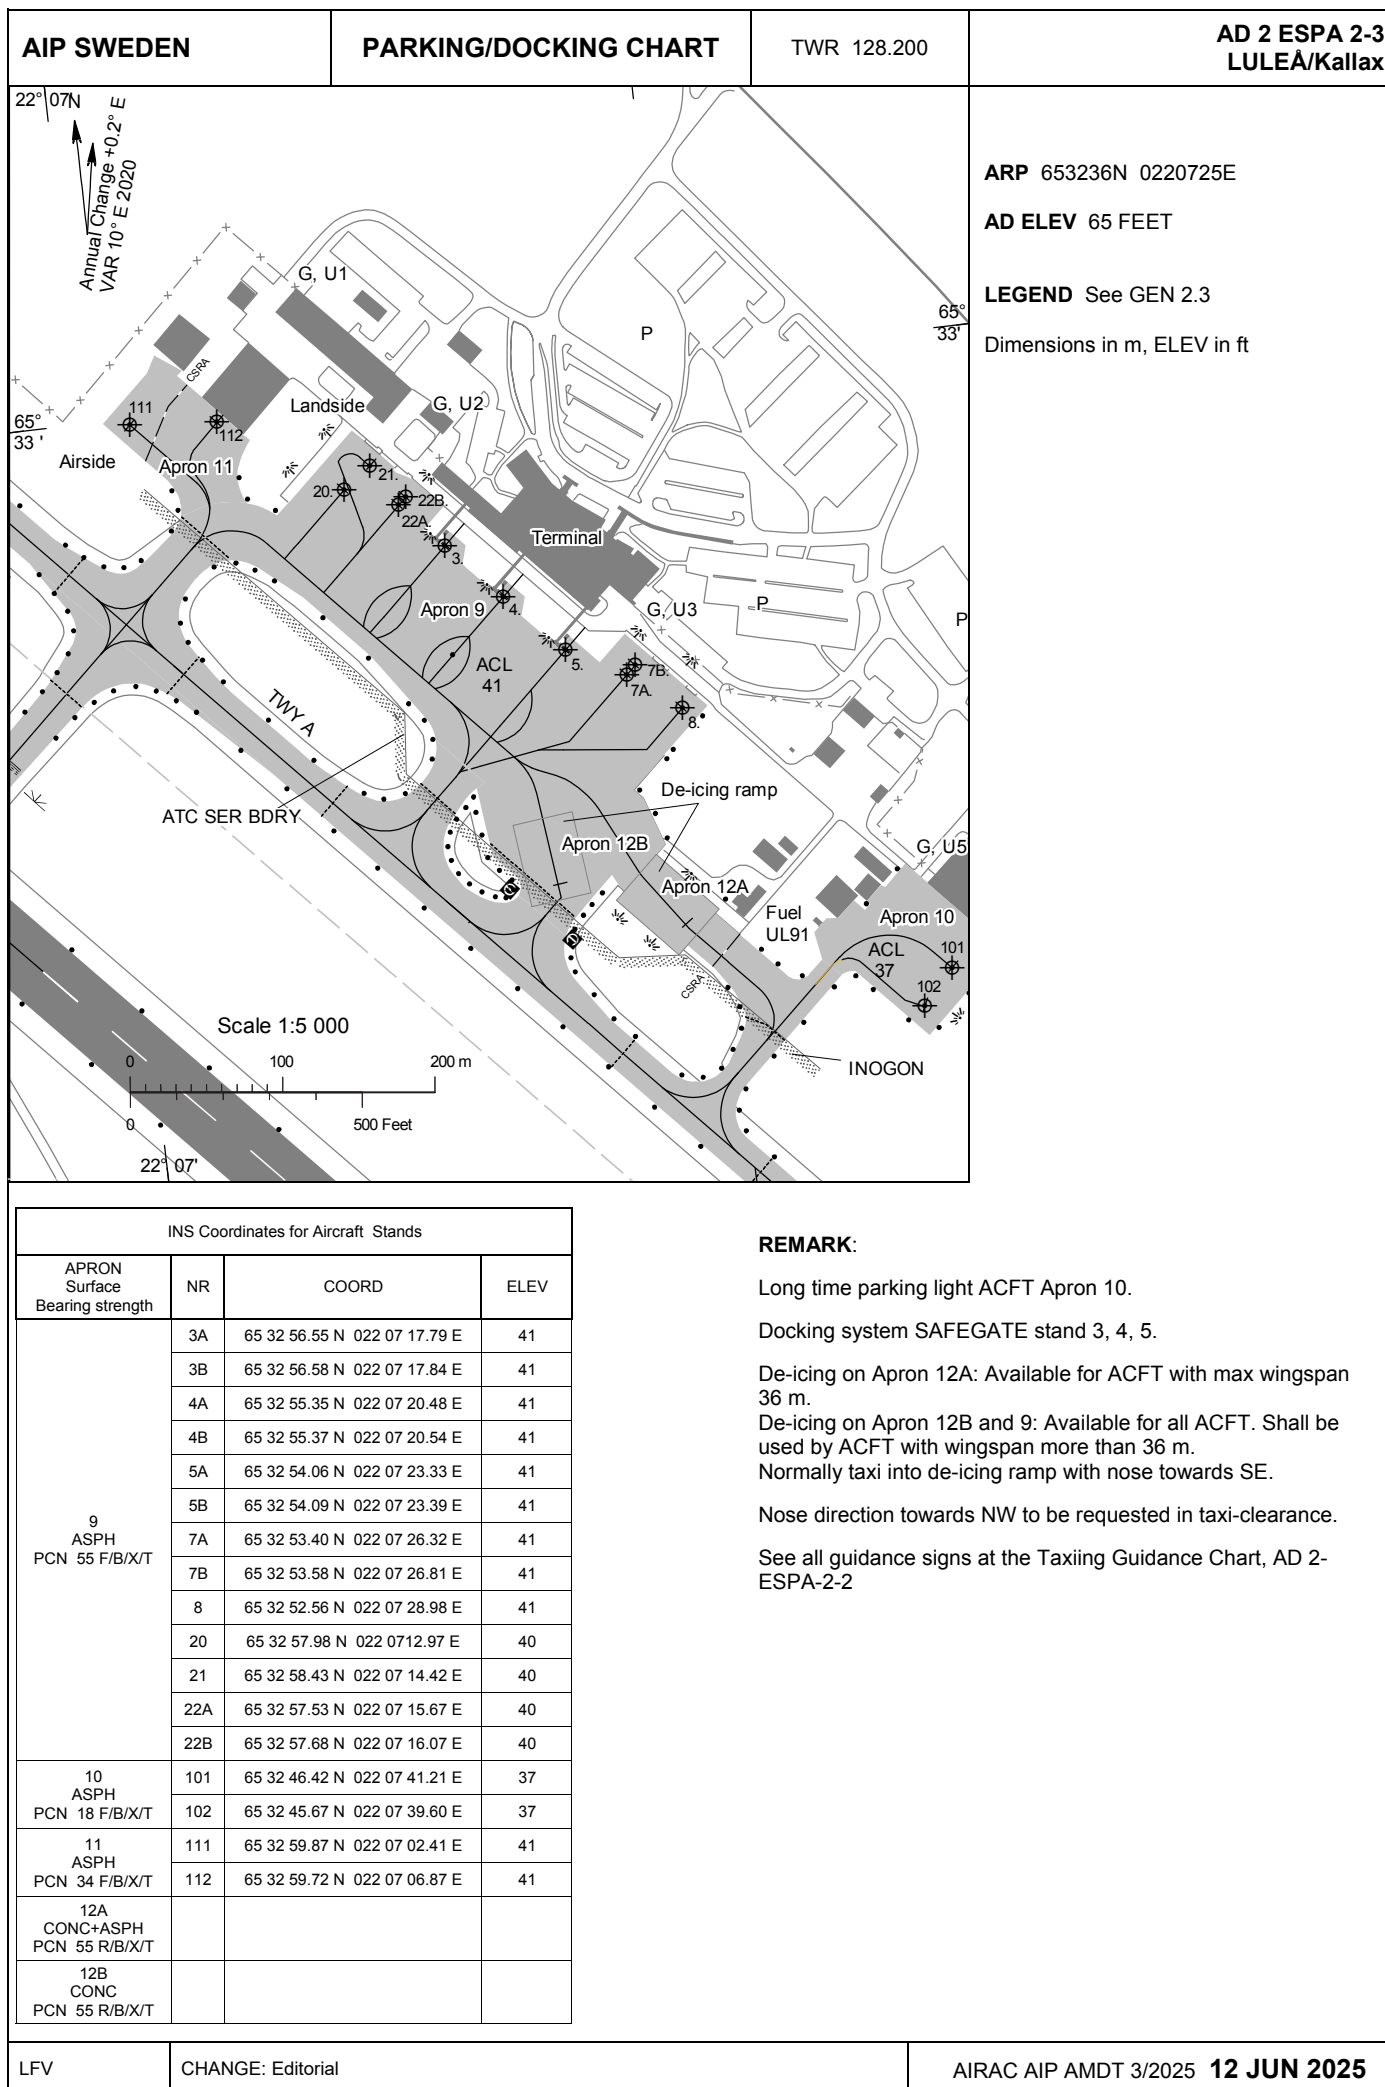 AIP SWEDEN
PARKING/DOCKING CHART
TWR 128.200
AD 2 ESPA 2-3
LULEÅ/Kallax
22° 07'
N
Annual Change +0.2° E
VAR 10° E 2020
ARP 653236N 0220725E
AD ELEV 65 FEET
LEGEND See GEN 2.3
Dimensions in m, ELEV in ft
G, U1
65°
33'
P
CSRA
111
112
Landside
G, U2
65°
33 '
Airside
Apron 11
20.
21.
22B.
22A.
Terminal
3.
Apron 9
4.
G, U3
P
P
5.
ACL
41
7B.
7A.
8.
TWY A
De-icing ramp
ATC SER BDRY
Apron 12B
G, U5
Apron 12A
Fuel
UL91
Apron 10
ACL
37
101
102
CSRA
Scale 1:5 000
0 100 200 m
0 500 Feet
INOGON
22° 07'
INS Coordinates for Aircraft Stands
APRON
Surface
Bearing strength
NR COORD ELEV
9
ASPH
PCN 55 F/B/X/T
3A 65 32 56.55 N 022 07 17.79 E 41
3B 65 32 56.58 N 022 07 17.84 E 41
4A 65 32 55.35 N 022 07 20.48 E 41
4B 65 32 55.37 N 022 07 20.54 E 41
5A 65 32 54.06 N 022 07 23.33 E 41
5B 65 32 54.09 N 022 07 23.39 E 41
7A 65 32 53.40 N 022 07 26.32 E 41
7B 65 32 53.58 N 022 07 26.81 E 41
8 65 32 52.56 N 022 07 28.98 E 41
20 65 32 57.98 N 022 0712.97 E 40
21 65 32 58.43 N 022 07 14.42 E 40
22A 65 32 57.53 N 022 07 15.67 E 40
22B 65 32 57.68 N 022 07 16.07 E 40
10
ASPH
PCN 18 F/B/X/T
101 65 32 46.42 N 022 07 41.21 E 37
102 65 32 45.67 N 022 07 39.60 E 37
11
ASPH
PCN 34 F/B/X/T
111 65 32 59.87 N 022 07 02.41 E 41
112 65 32 59.72 N 022 07 06.87 E 41
12A
CONC+ASPH
PCN 55 R/B/X/T
12B
CONC
PCN 55 R/B/X/T
REMARK:
Long time parking light ACFT Apron 10.
Docking system SAFEGATE stand 3, 4, 5.
De-icing on Apron 12A: Available for ACFT with max wingspan
36 m.
De-icing on Apron 12B and 9: Available for all ACFT. Shall be
used by ACFT with wingspan more than 36 m.
Normally taxi into de-icing ramp with nose towards SE.
Nose direction towards NW to be requested in taxi-clearance.
See all guidance signs at the Taxiing Guidance Chart, AD 2-
ESPA-2-2
LFV
CHANGE: Editorial
AIRAC AIP AMDT 3/2025 12 JUN 2025